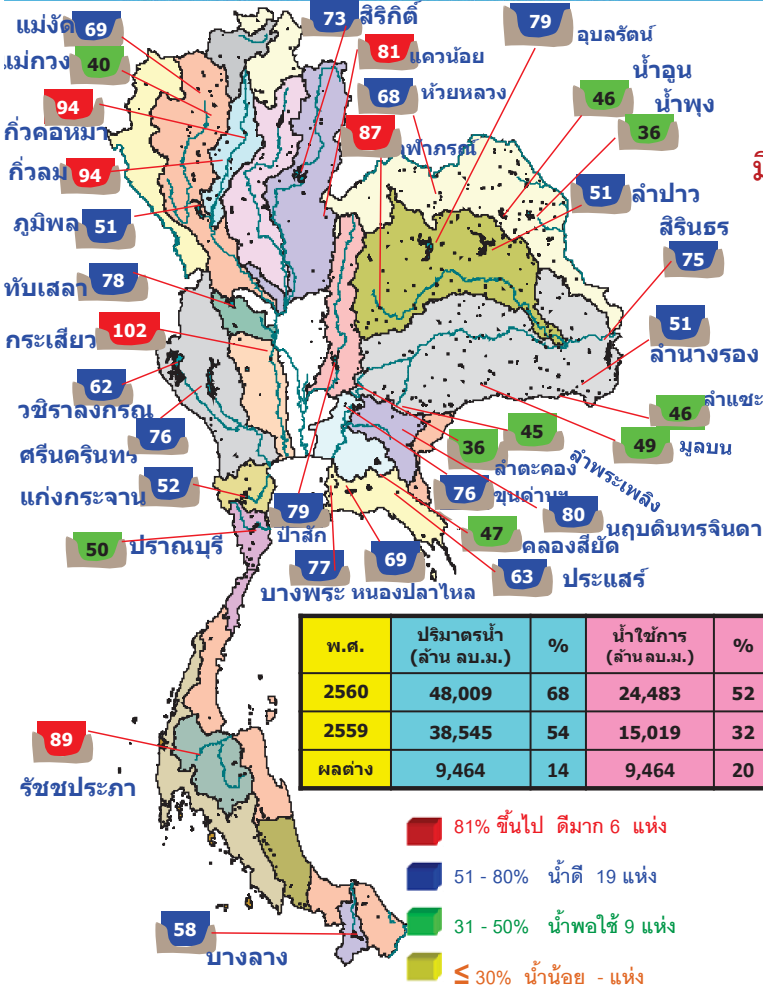 แม่งัด 69
73 สิริกิติ์
79 อุบลรัตน์
แม่กวง 40
81 แควน้อย
68 ห้วยหลวง
น้ำอูน 46
น้ำพุง 36
94 กิ่วคอหมา
87
กิ่วลม 94
51 ลำปาว
ภูมิพล 51
สิรินธร 75
ทับเสลา 78
กระเสียว 102
51 ลำนางรอง
62 วชิราลงกรณ
46 ลำแซะ
76 ศรีนครินทร์
36 ลำตะคอง
45 ลำพระเพลิง
49 มูลบน
แก่งกระจาน 52
79 ป่าสัก
76 ขุนด่านฯ
80 นฤบดินทรจินดา
50 ปราณบุรี
47 คลองสียัด
77 บางพระ
69 หนองปลาไหล
63 ประแสร์
พ.ศ. ปริมาตรน้ำ (ล้าน ลบ.ม.) % น้ำใช้การ (ล้าน ลบ.ม.) %
2560 48,009 68 24,483 52
2559 38,545 54 15,019 32
ผลต่าง 9,464 14 9,464 20
89 รัชชประภา
81% ขึ้นไป ดีมาก 6 แห่ง
51 - 80% น้ำดี 19 แห่ง
31 - 50% น้ำพอใช้ 9 แห่ง
≤ 30% น้ำน้อย - แห่ง
58 บางลาง